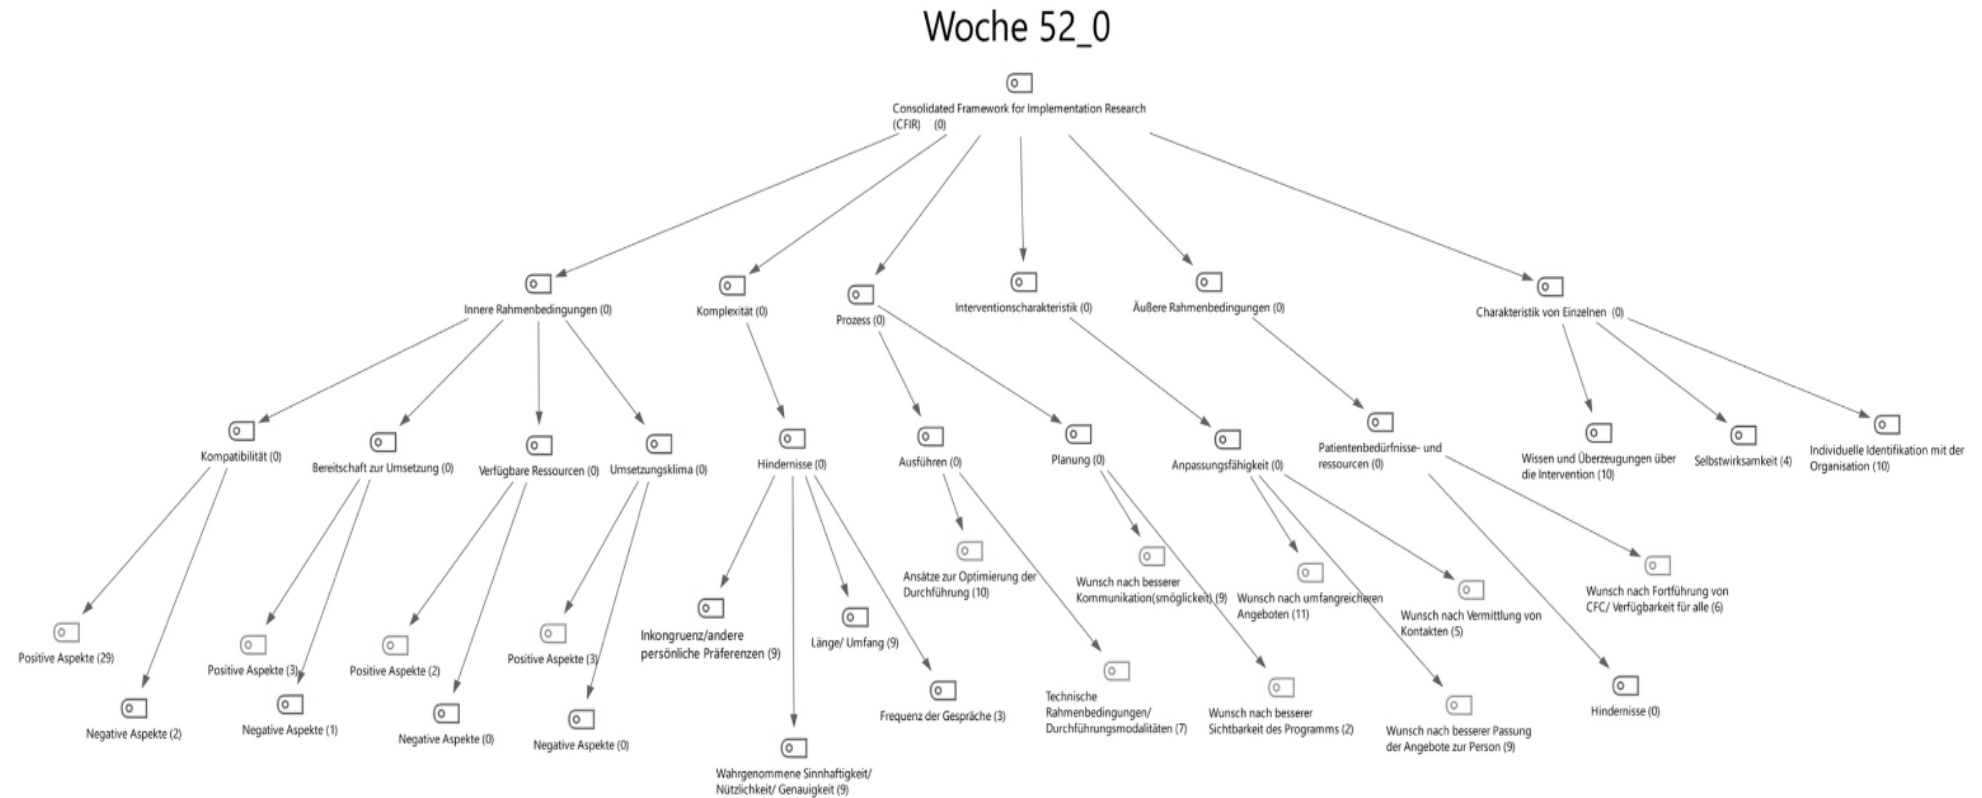 Woche 52_0
Consolidated Framework for Implementation Research
(CFIR) (0)
Innere Rahmenbedingungen (0)
Komplexität (0)
Prozess (0)
Interventionscharakteristik (0)
Äußere Rahmenbedingungen (0)
Charakteristik von Einzelnen (0)
Kompatibilität (0)
Bereitschaft zur Umsetzung (0)
Verfügbare Ressourcen (0)
Umsetzungsklima (0)
Hindernisse (0)
Ausführen (0)
Planung (0)
Anpassungsfähigkeit (0)
Patientenbedürfnisse- und
ressourcen (0)
Wissen und Überzeugungen über
die Intervention (10)
Selbstwirksamkeit (4)
Individuelle Identifikation mit der
Organisation (10)
Positive Aspekte (29)
Negative Aspekte (2)
Positive Aspekte (3)
Negative Aspekte (1)
Positive Aspekte (2)
Negative Aspekte (0)
Positive Aspekte (3)
Negative Aspekte (0)
Inkongruenz/andere
persönliche Präferenzen (9)
Wahrgenommene Sinnhaftigkeit/
Nützlichkeit/ Genauigkeit (9)
Länge/ Umfang (9)
Frequenz der Gespräche (3)
Ansätze zur Optimierung der
Durchführung (10)
Technische
Rahmenbedingungen/
Durchführungsmodalitäten (7)
Wunsch nach besserer
Kommunikation(smöglickeit) (9)
Wunsch nach besserer
Sichtbarkeit des Programms (2)
Wunsch nach umfangreicheren
Angeboten (11)
Wunsch nach besserer Passung
der Angebote zur Person (9)
Wunsch nach Vermittlung von
Kontakten (5)
Wunsch nach Fortführung von
CFC/ Verfügbarkeit für alle (6)
Hindernisse (0)